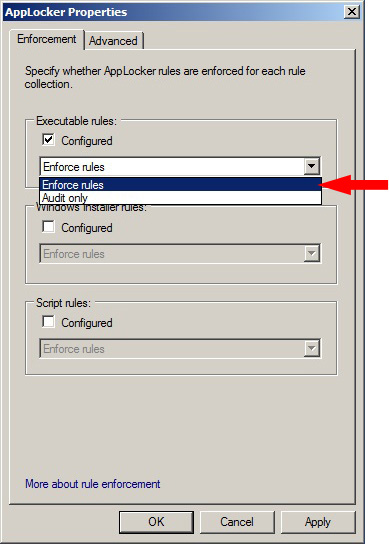 AppLocker Properties
Enforcement Advanced
Specify whether AppLocker rules are enforced for each rule
collection.
Executable rules:
Configured
Enforce rules
Enforce rules
Audit only
Windows Installer rules:
Configured
Enforce rules
Script rules:
Configured
Enforce rules
More about rule enforcement
OK Cancel Apply